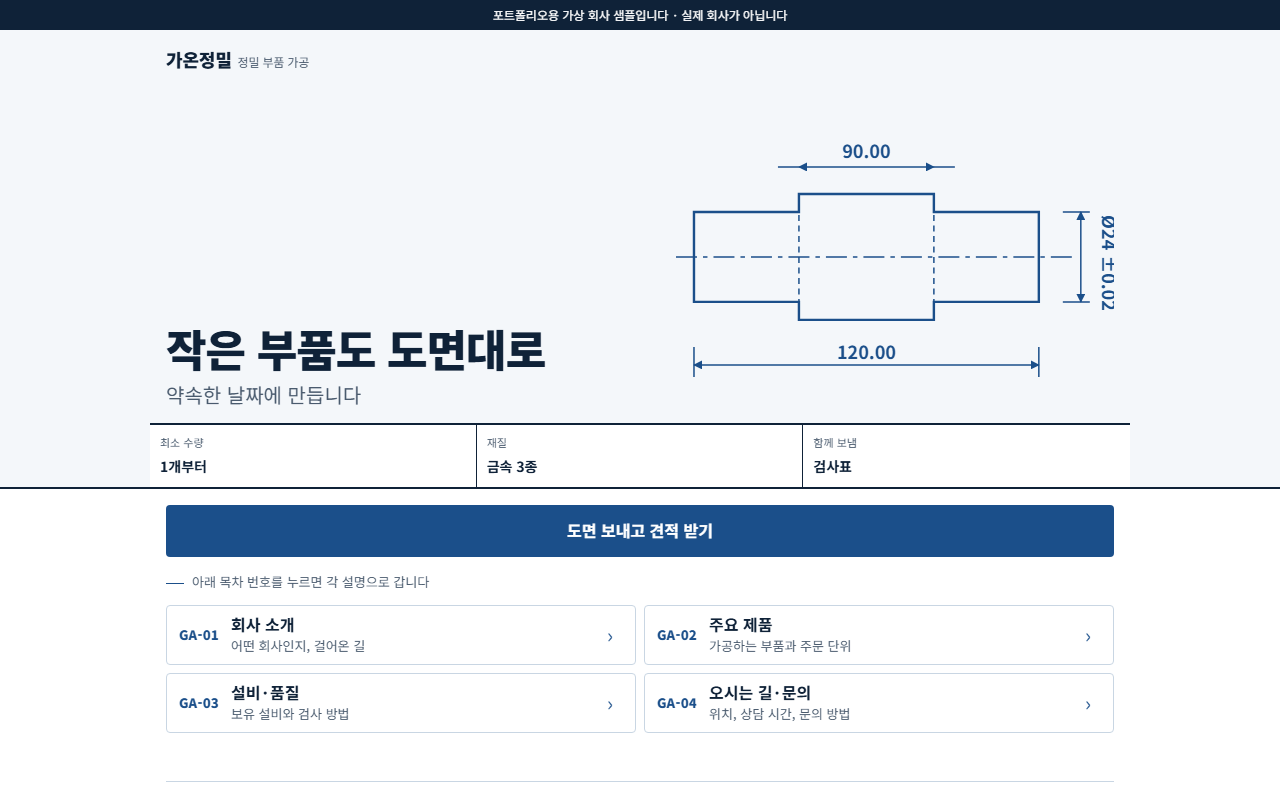 포트폴리오용 가상 회사 샘플입니다 · 실제 회사가 아닙니다
가온정밀 정밀 부품 가공
90.00
Ø24 ±0.02
120.00
작은 부품도 도면대로
약속한 날짜에 만듭니다
최소 수량
1개부터
재질
금속 3종
함께 보냄
검사표
도면 보내고 견적 받기
아래 목차 번호를 누르면 각 설명으로 갑니다
GA-01
회사 소개
어떤 회사인지, 걸어온 길
›
GA-02
주요 제품
가공하는 부품과 주문 단위
›
GA-03
설비·품질
보유 설비와 검사 방법
›
GA-04
오시는 길·문의
위치, 상담 시간, 문의 방법
›